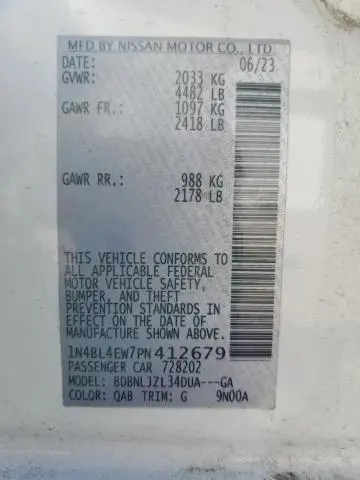 MFD BY NISSAN MOTOR CO., LTD
DATE: 06/23
GVWR: 2033 KG
4482 LB
GAWR FR.: 1097 KG
2418 LB
GAWR RR.: 988 KG
2178 LB
THIS VEHICLE CONFORMS TO
ALL APPLICABLE FEDERAL
MOTOR VEHICLE SAFETY,
BUMPER, AND THEFT
PREVENTION STANDARDS IN
EFFECT ON THE DATE OF
MANUFACTURE SHOWN ABOVE.
1N4BL4EW7PN412679
PASSENGER CAR 728202
MODEL: BDBNLJZL34DUA---GA
COLOR: QAB TRIM: G 9N00A